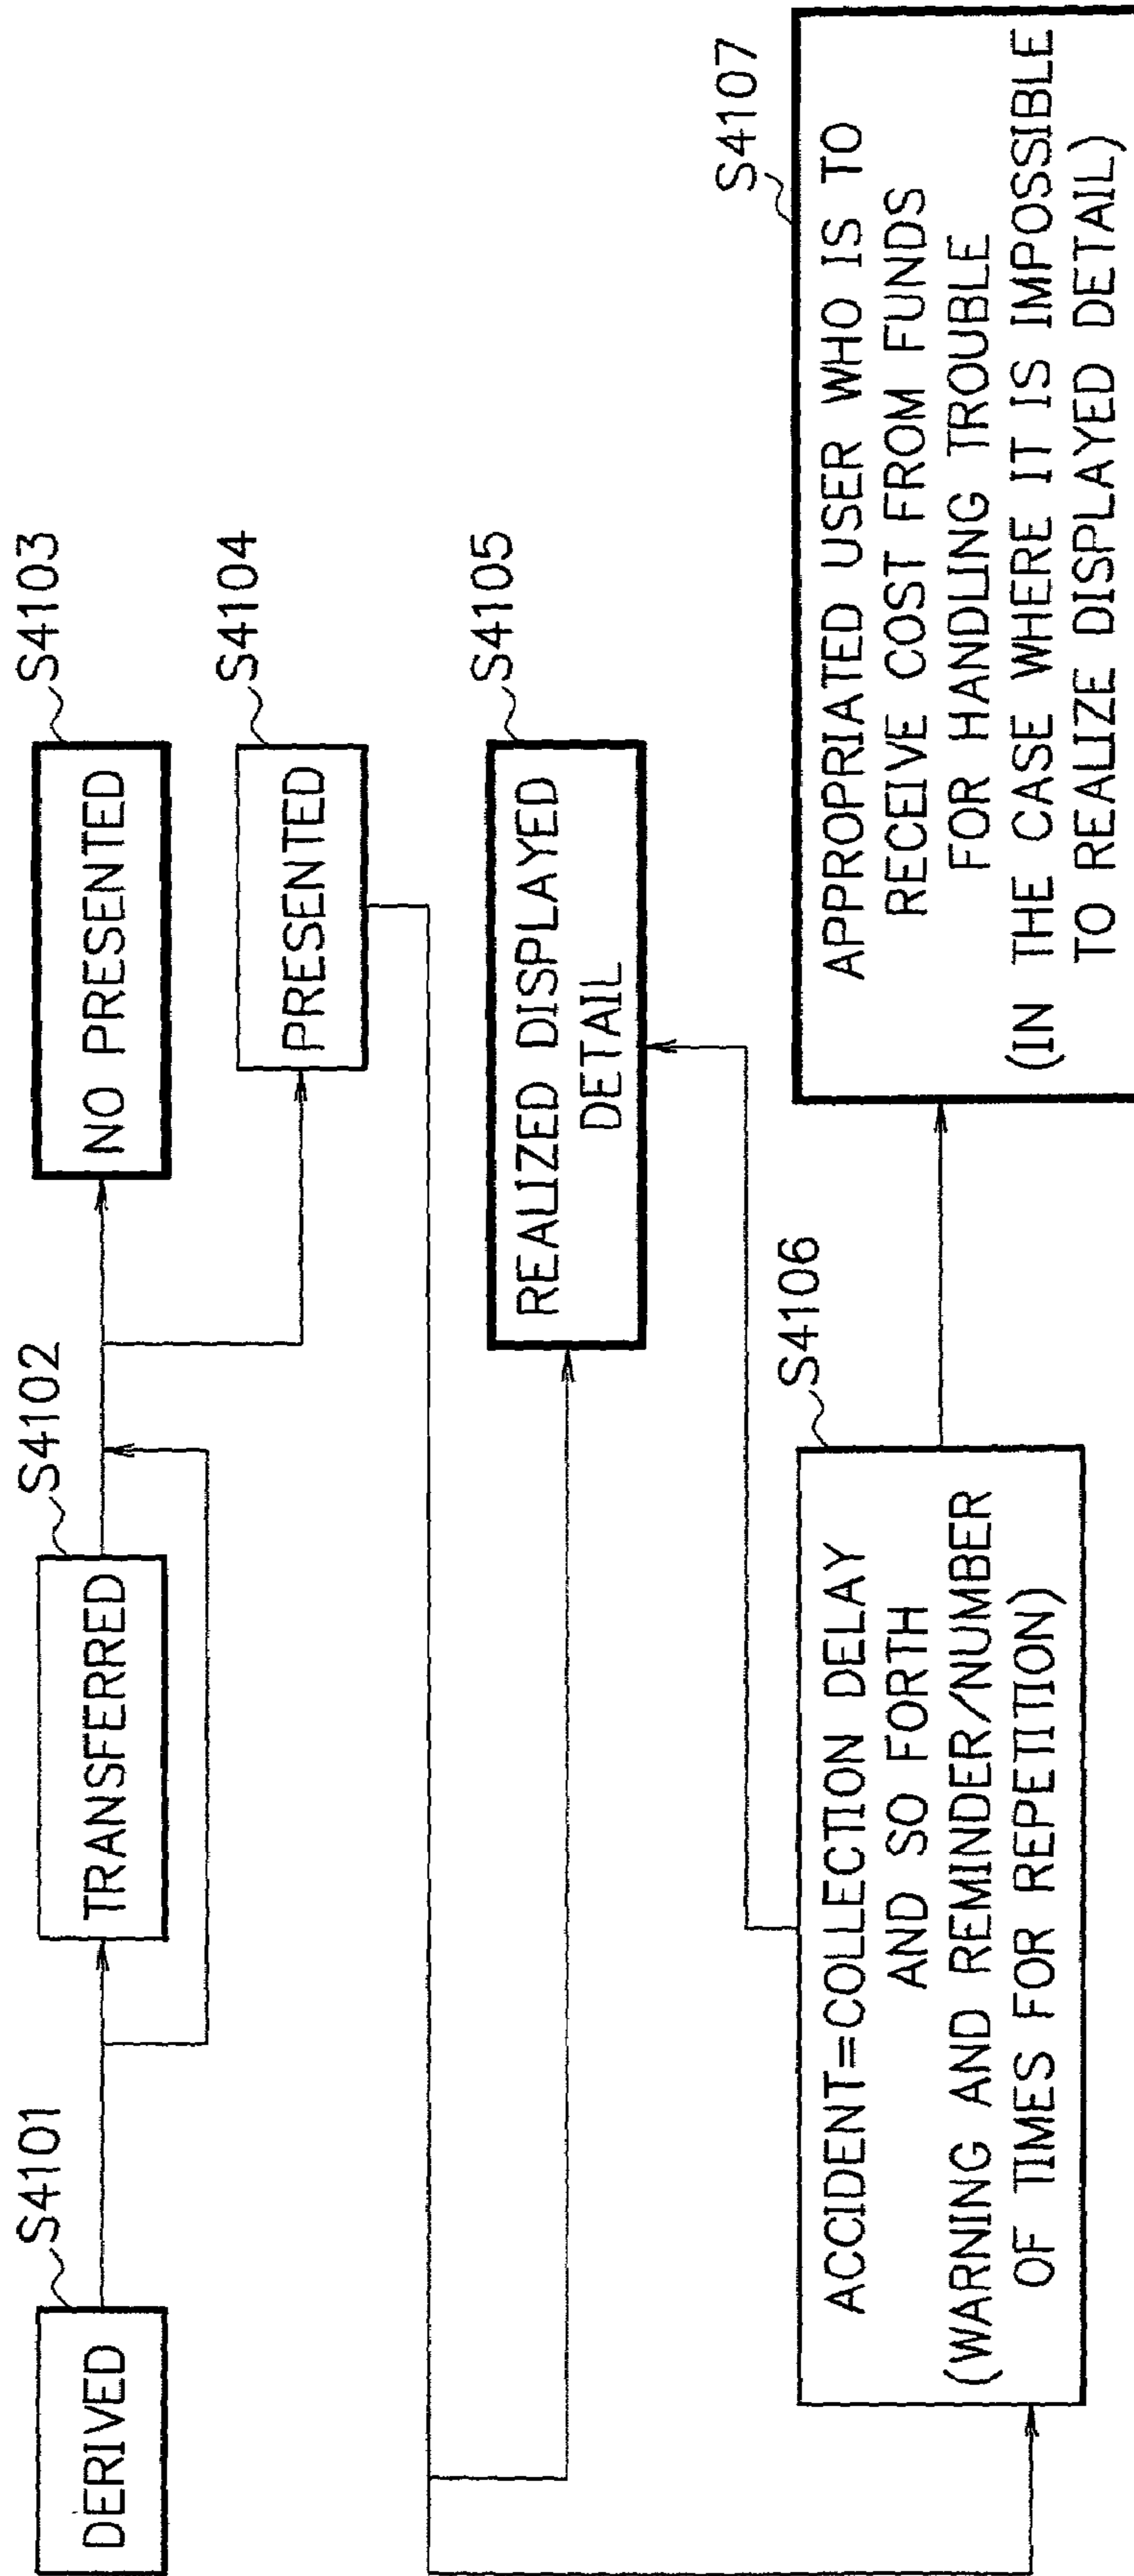 S4101
DERIVED
S4102
TRANSFERRED
S4103
NO PRESENTED
S4104
PRESENTED
S4105
REALIZED DISPLAYED
DETAIL
S4106
ACCIDENT=COLLECTION DELAY
AND SO FORTH
(WARNING AND REMINDER/NUMBER
OF TIMES FOR REPETITION)
S4107
APPROPRIATED USER WHO IS TO
RECEIVE COST FROM FUNDS
FOR HANDLING TROUBLE
(IN THE CASE WHERE IT IS IMPOSSIBLE
TO REALIZE DISPLAYED DETAIL)